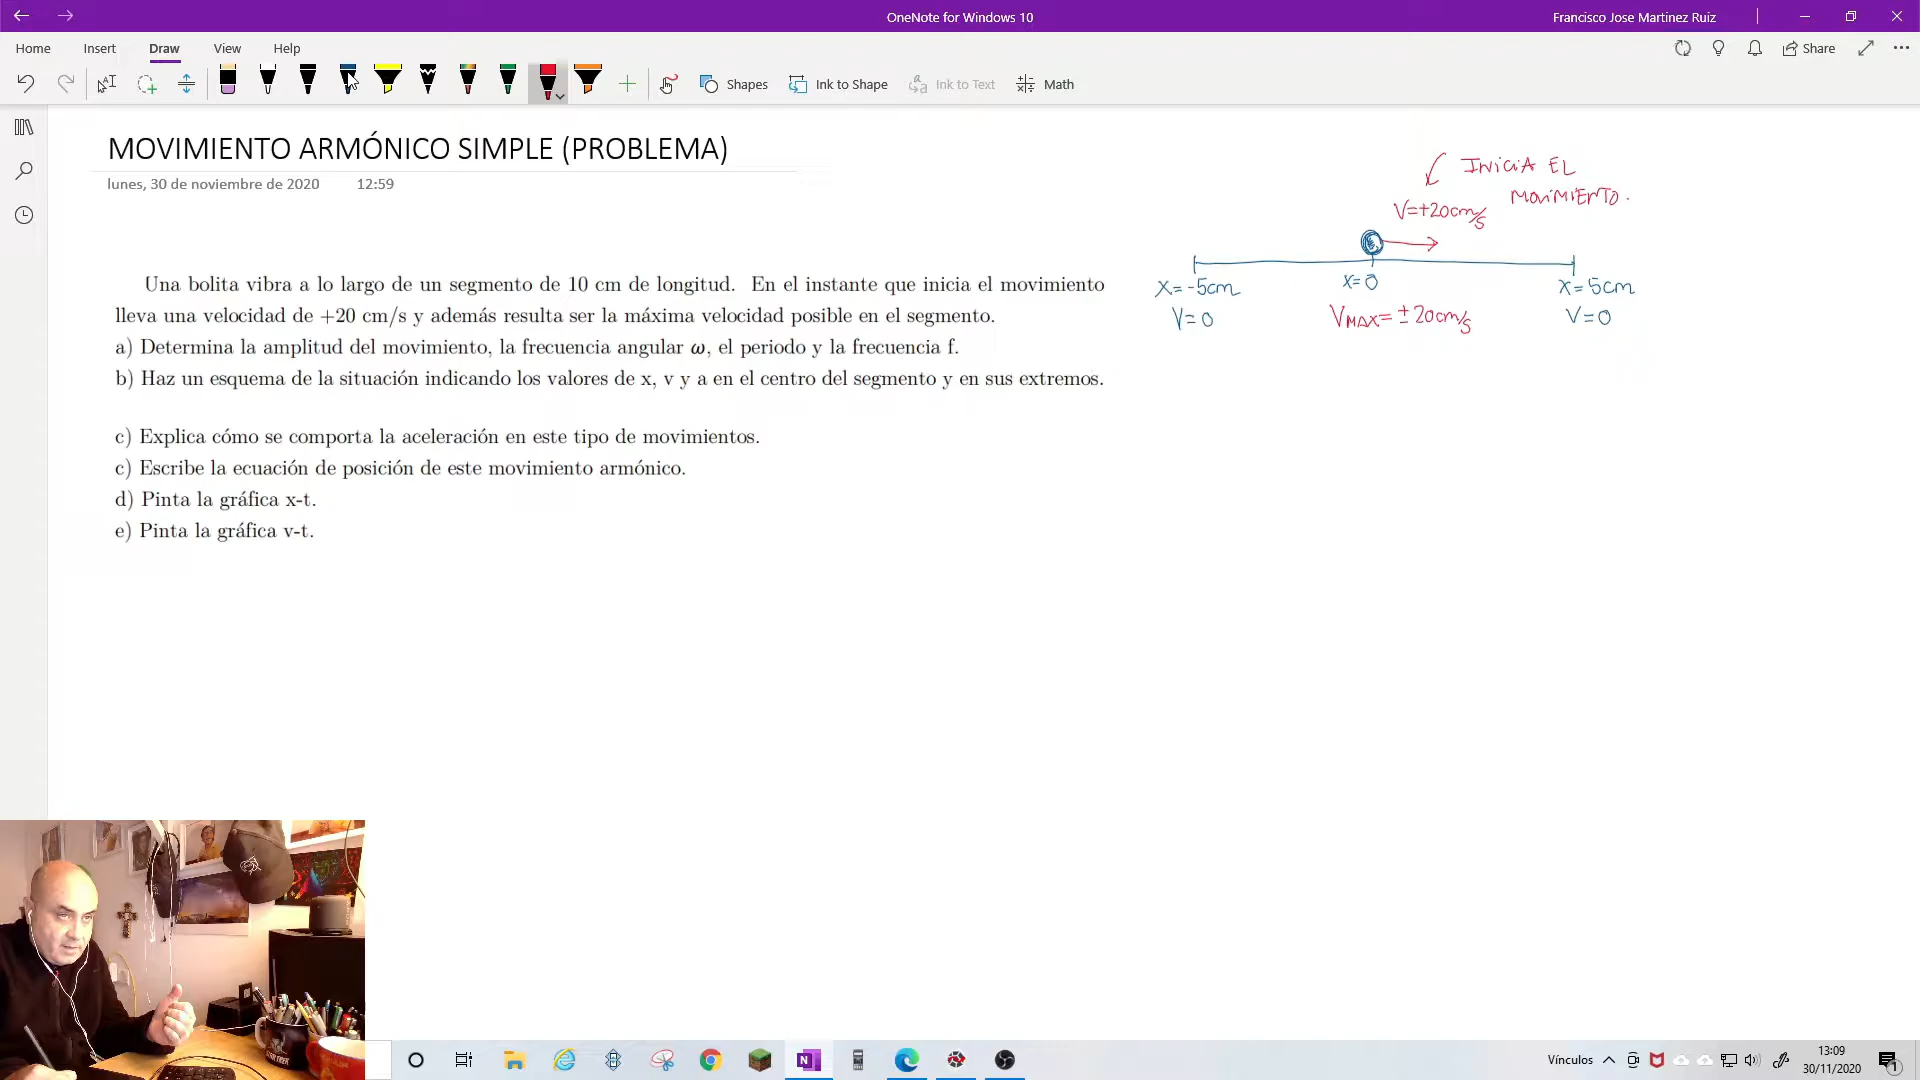 OneNote for Windows 10
Francisco Jose Martinez Ruiz
Home Insert Draw View Help
Share
Shapes Ink to Shape Ink to Text Math
MOVIMIENTO ARMÓNICO SIMPLE (PROBLEMA)
lunes, 30 de noviembre de 2020 12:59
INICIA EL
MOVIMIENTO.
V=+20cm/s
X=-5cm
X=0
X=5cm
V=0
VMAX=±20cm/s
V=0
Una bolita vibra a lo largo de un segmento de 10 cm de longitud. En el instante que inicia el movimiento
lleva una velocidad de +20 cm/s y además resulta ser la máxima velocidad posible en el segmento.
a) Determina la amplitud del movimiento, la frecuencia angular ω, el periodo y la frecuencia f.
b) Haz un esquema de la situación indicando los valores de x, v y a en el centro del segmento y en sus extremos.
c) Explica cómo se comporta la aceleración en este tipo de movimientos.
c) Escribe la ecuación de posición de este movimiento armónico.
d) Pinta la gráfica x-t.
e) Pinta la gráfica v-t.
Vínculos
13:09
30/11/2020